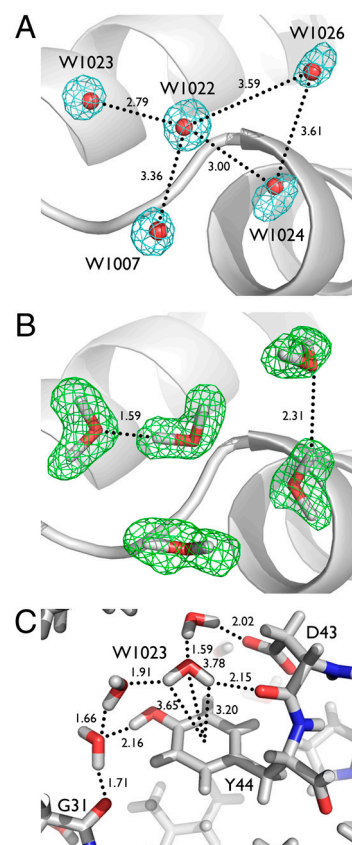 A
W1026
W1023
W1022
3.59
2.79
3.61
3.36
3.00
W1024
W1007
B
1.59
2.31
C
2.02
D43
W1023
1.59
3.78
1.91
2.15
1.66
3.65
3.20
2.16
1.71
G31
Y44